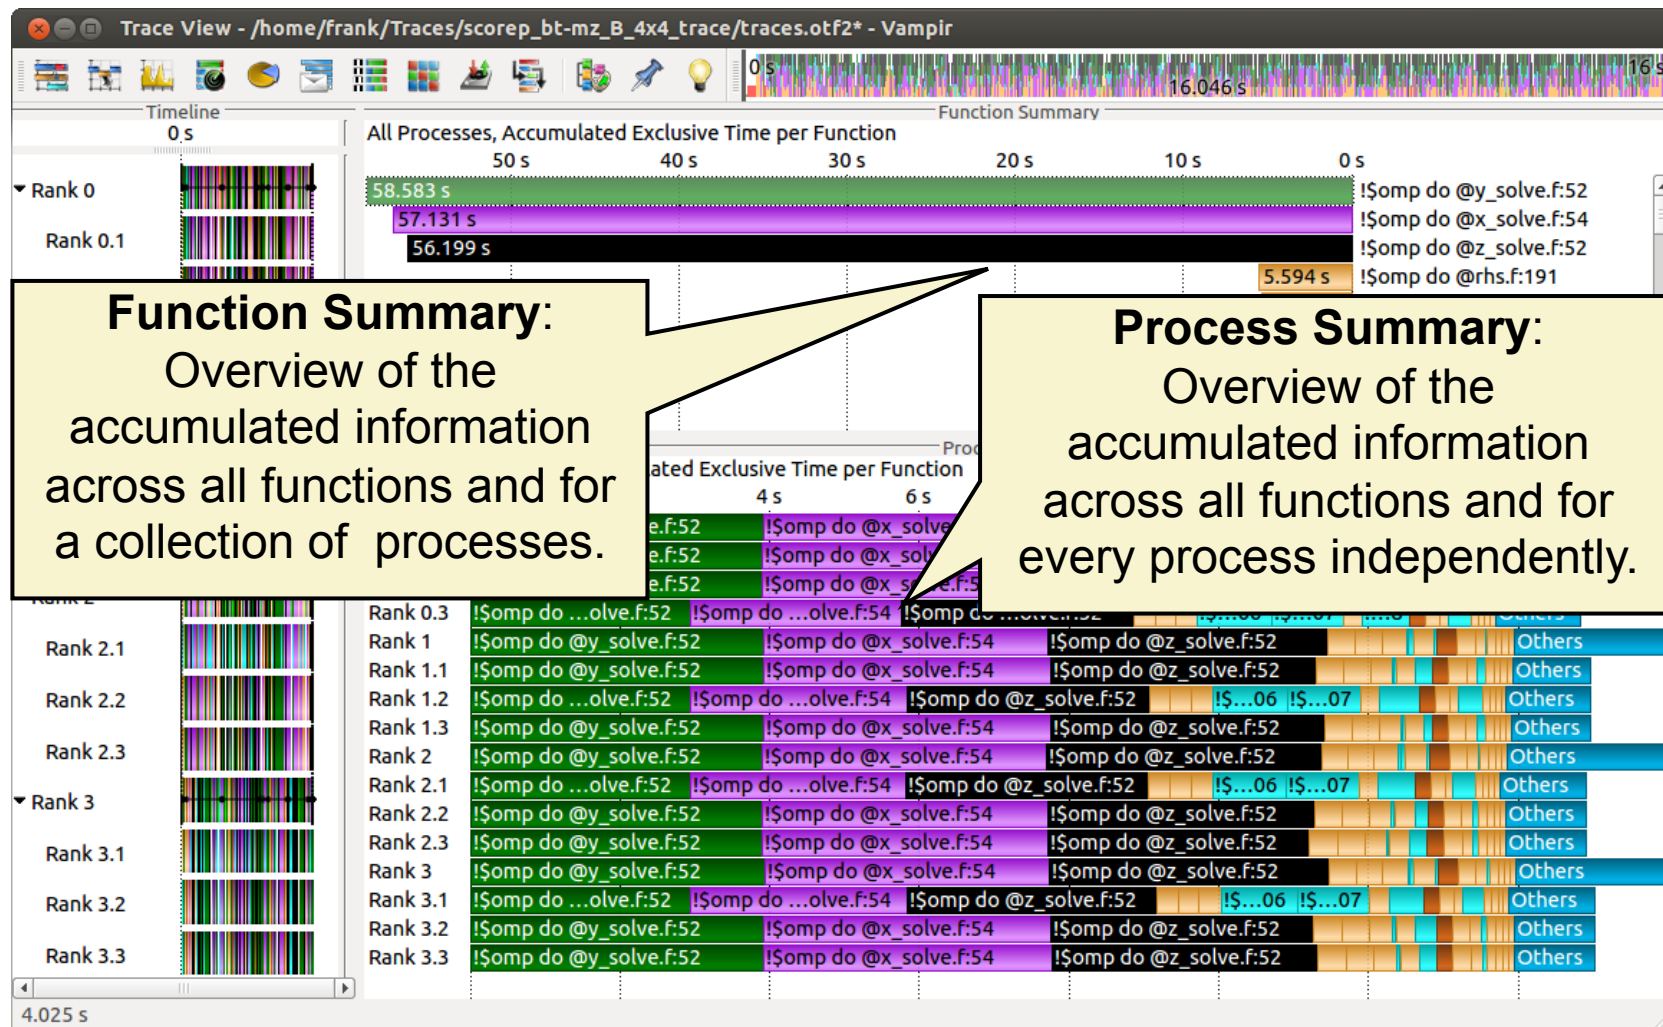 Trace View - /home/frank/Traces/scorep_bt-mz_B_4x4_trace/traces.otf2* - Vampir
0 s
16.046 s
16 s
Timeline
0 s
Rank 0
Rank 0.1
Rank 2.1
Rank 2.2
Rank 2.3
Rank 3
Rank 3.1
Rank 3.2
Rank 3.3
Function Summary
All Processes, Accumulated Exclusive Time per Function
50 s 40 s 30 s 20 s 10 s 0 s
58.583 s !$omp do @y_solve.f:52
57.131 s !$omp do @x_solve.f:54
56.199 s !$omp do @z_solve.f:52
5.594 s !$omp do @rhs.f:191
Function Summary:
Overview of the
accumulated information
across all functions and for
a collection of processes.
Process Summary:
Overview of the
accumulated information
across all functions and for
every process independently.
Exclusive Time per Function
4 s 6 s
e.f:52 !$omp do @x_solve
e.f:52 !$omp do @x_solv
e.f:52 !$omp do @x_s
Rank 0.3 !$omp do …olve.f:52 !$omp do …olve.f:54 !$omp do …olve.f:52 Others
Rank 1 !$omp do @y_solve.f:52 !$omp do @x_solve.f:54 !$omp do @z_solve.f:52 Others
Rank 1.1 !$omp do @y_solve.f:52 !$omp do @x_solve.f:54 !$omp do @z_solve.f:52 Others
Rank 1.2 !$omp do …olve.f:52 !$omp do …olve.f:54 !$omp do @z_solve.f:52 !$…06 !$…07 Others
Rank 1.3 !$omp do @y_solve.f:52 !$omp do @x_solve.f:54 !$omp do @z_solve.f:52 Others
Rank 2 !$omp do @y_solve.f:52 !$omp do @x_solve.f:54 !$omp do @z_solve.f:52 Others
Rank 2.1 !$omp do …olve.f:52 !$omp do …olve.f:54 !$omp do @z_solve.f:52 !$…06 !$…07 Others
Rank 2.2 !$omp do @y_solve.f:52 !$omp do @x_solve.f:54 !$omp do @z_solve.f:52 Others
Rank 2.3 !$omp do @y_solve.f:52 !$omp do @x_solve.f:54 !$omp do @z_solve.f:52 Others
Rank 3 !$omp do @y_solve.f:52 !$omp do @x_solve.f:54 !$omp do @z_solve.f:52 Others
Rank 3.1 !$omp do …olve.f:52 !$omp do …olve.f:54 !$omp do @z_solve.f:52 !$…06 !$…07 Others
Rank 3.2 !$omp do @y_solve.f:52 !$omp do @x_solve.f:54 !$omp do @z_solve.f:52 Others
Rank 3.3 !$omp do @y_solve.f:52 !$omp do @x_solve.f:54 !$omp do @z_solve.f:52 Others
4.025 s